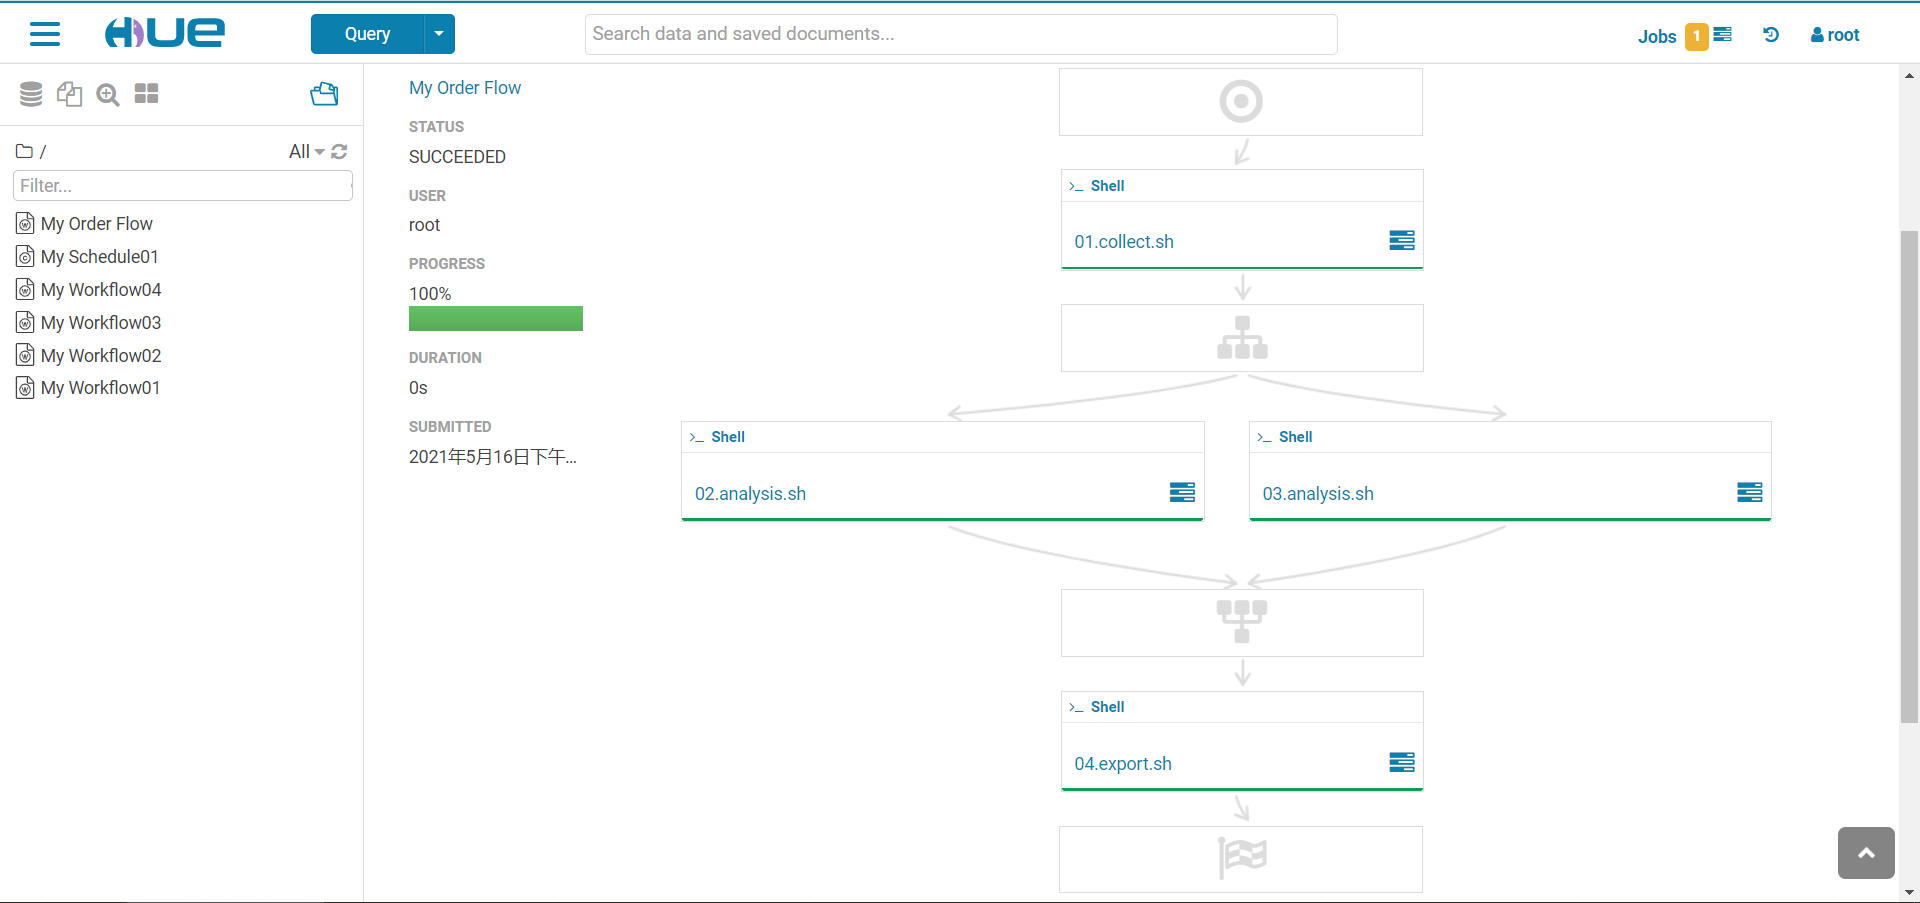 HUE
Query
Search data and saved documents...
Jobs 1
root
/
All
Filter...
My Order Flow
My Schedule01
My Workflow04
My Workflow03
My Workflow02
My Workflow01
My Order Flow
STATUS
SUCCEEDED
USER
root
PROGRESS
100%
DURATION
0s
SUBMITTED
2021年5月16日下午...
>_ Shell
01.collect.sh
>_ Shell
02.analysis.sh
>_ Shell
03.analysis.sh
>_ Shell
04.export.sh